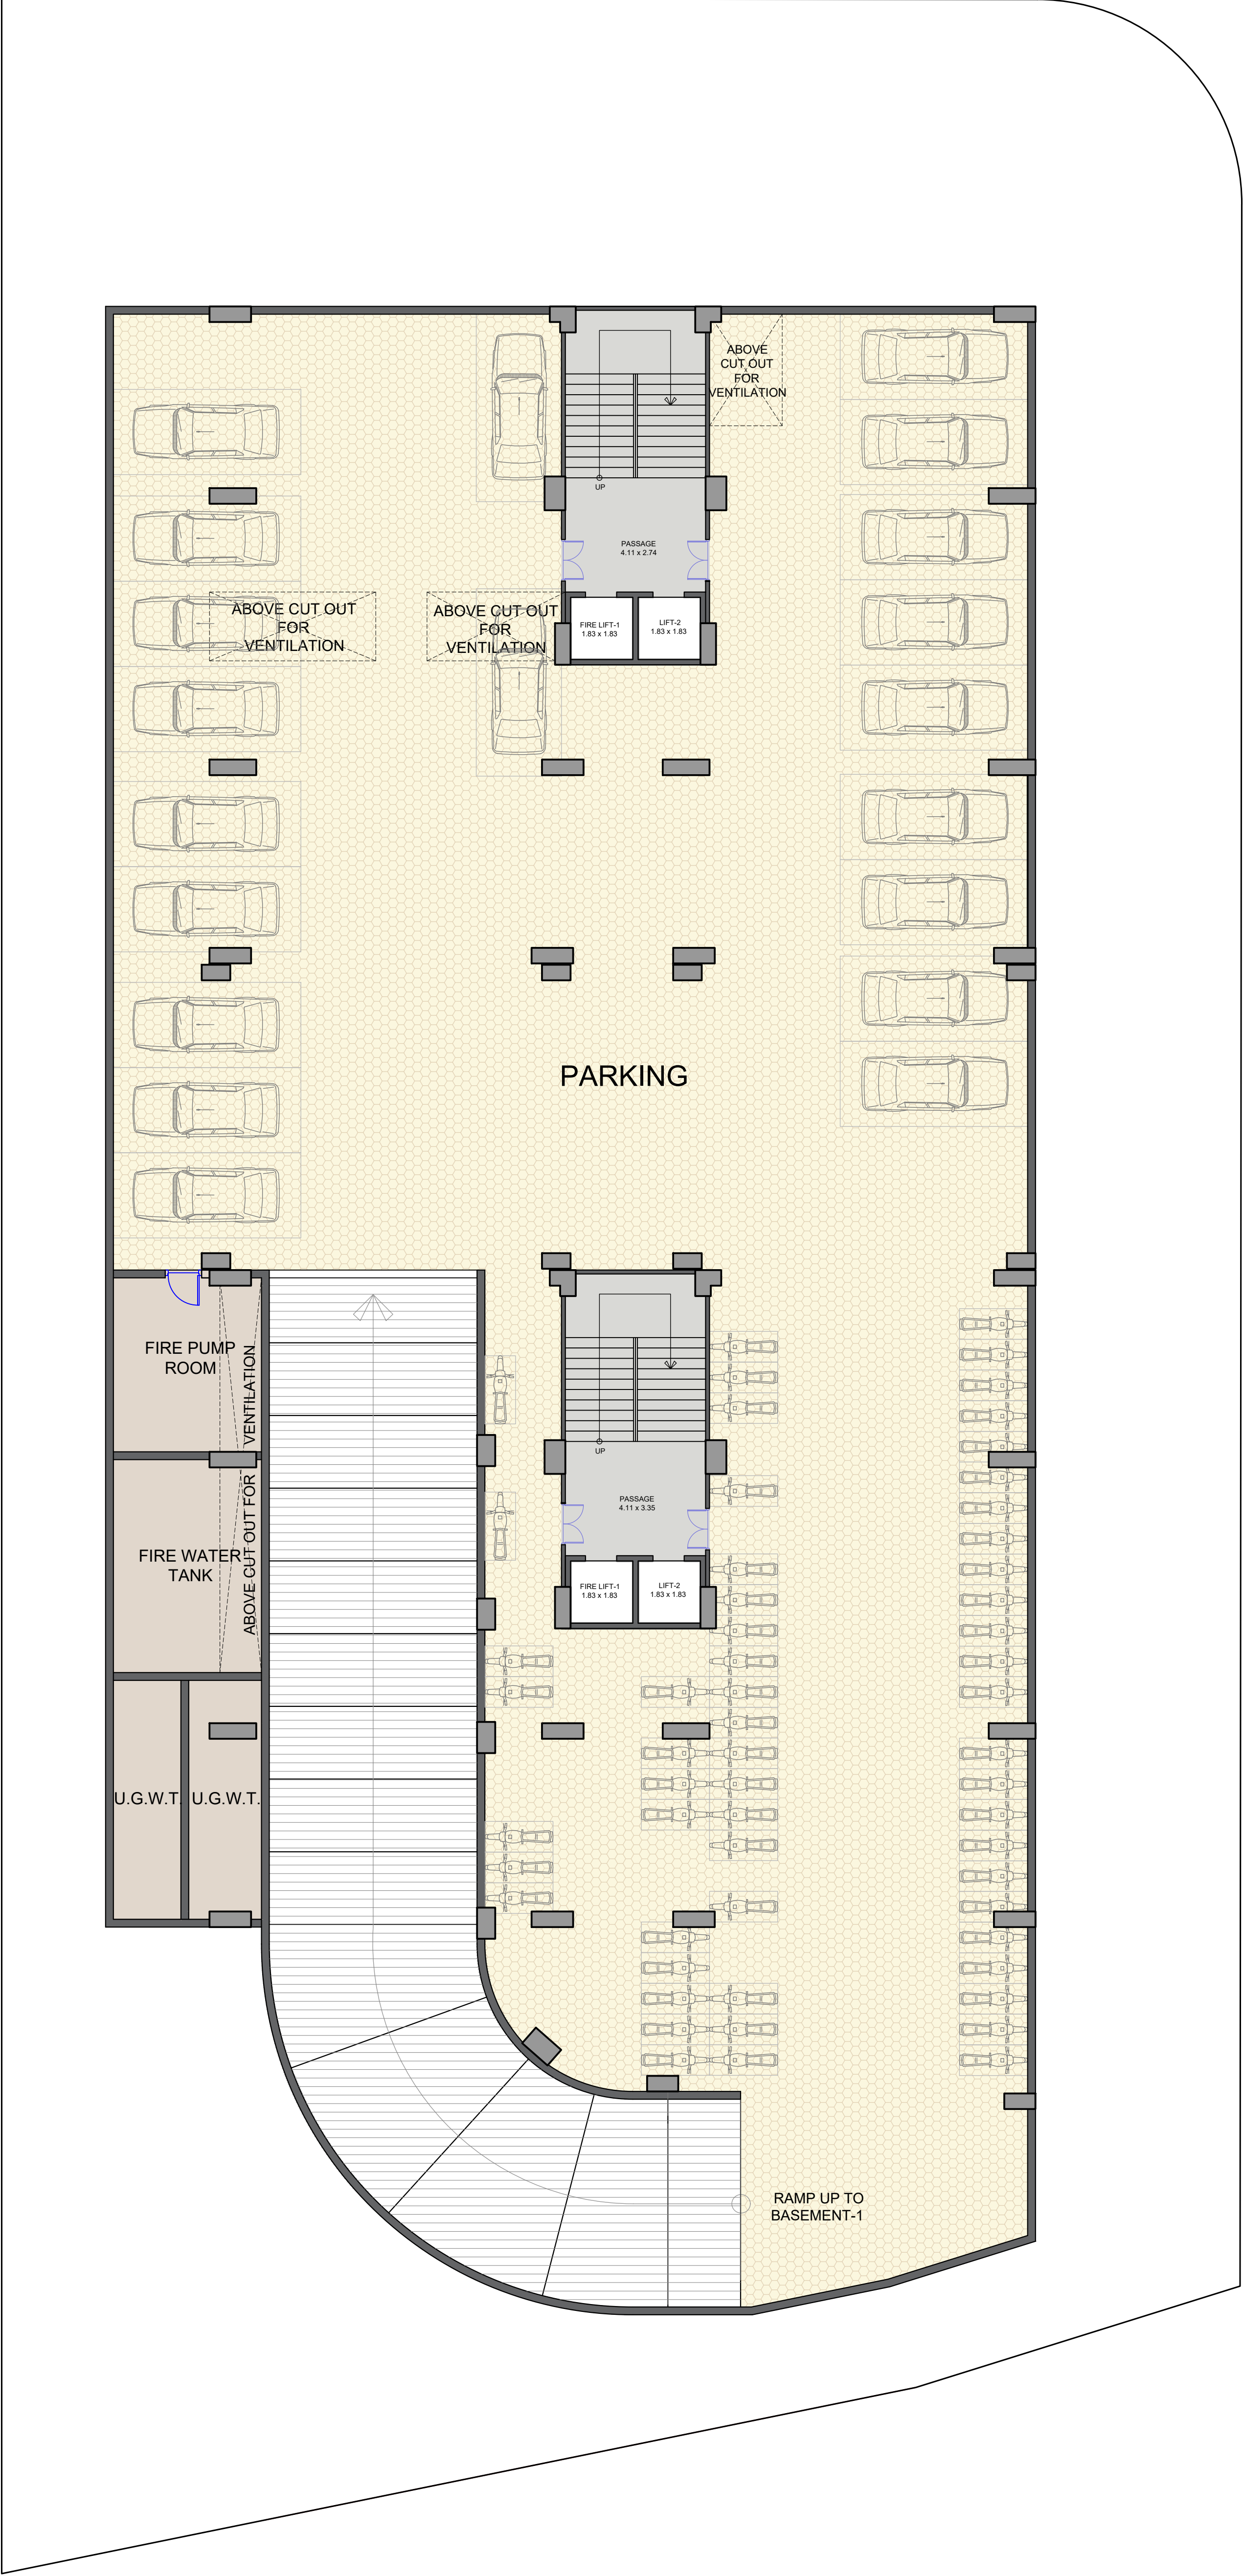 ABOVE
CUT OUT
FOR
VENTILATION
UP
PASSAGE
4.11 x 2.74
ABOVE CUT OUT
FOR
VENTILATION
ABOVE CUT OUT
FOR
VENTILATION
FIRE LIFT-1
1.83 x 1.83
LIFT-2
1.83 x 1.83
PARKING
FIRE PUMP
ROOM
ABOVE CUT OUT FOR VENTILATION
UP
PASSAGE
4.11 x 3.35
FIRE WATER
TANK
FIRE LIFT-1
1.83 x 1.83
LIFT-2
1.83 x 1.83
U.G.W.T.
U.G.W.T.
RAMP UP TO
BASEMENT-1